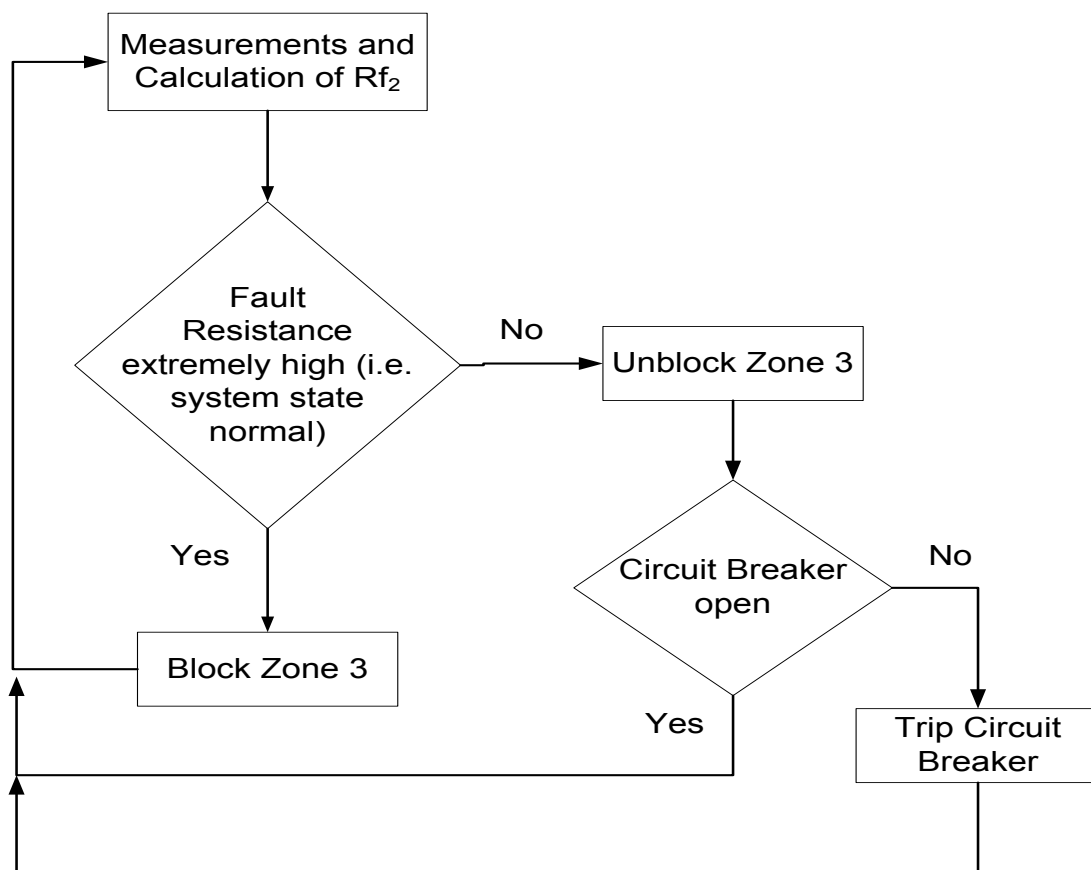 Measurements and
Calculation of Rf₂
Fault
Resistance
extremely high (i.e.
system state
normal)
No
Unblock Zone 3
Yes
Circuit Breaker
open
No
Block Zone 3
Yes
Trip Circuit
Breaker